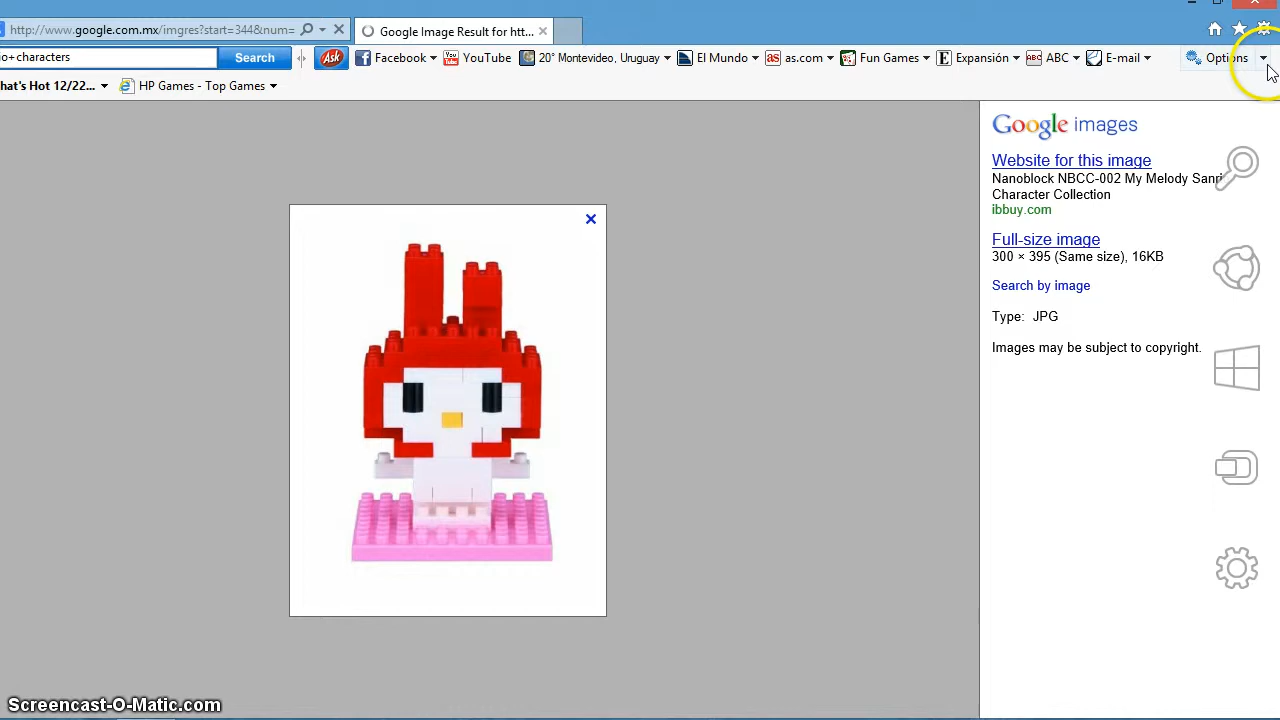 http://www.google.com.mx/imgres?start=344&num=
Google Image Result for htt...
o+characters
Search
Ask
Facebook
You Tube
YouTube
20° Montevideo, Uruguay
El Mundo
as
as.com
Fun Games
E
Expansión
ABC
ABC
E-mail
Options
hat's Hot 12/22...
HP Games - Top Games
Google images
Website for this image
Nanoblock NBCC-002 My Melody Sanri
Character Collection
ibbuy.com
Full-size image
300 × 395 (Same size), 16KB
Search by image
Type: JPG
Images may be subject to copyright.
Screencast-O-Matic.com